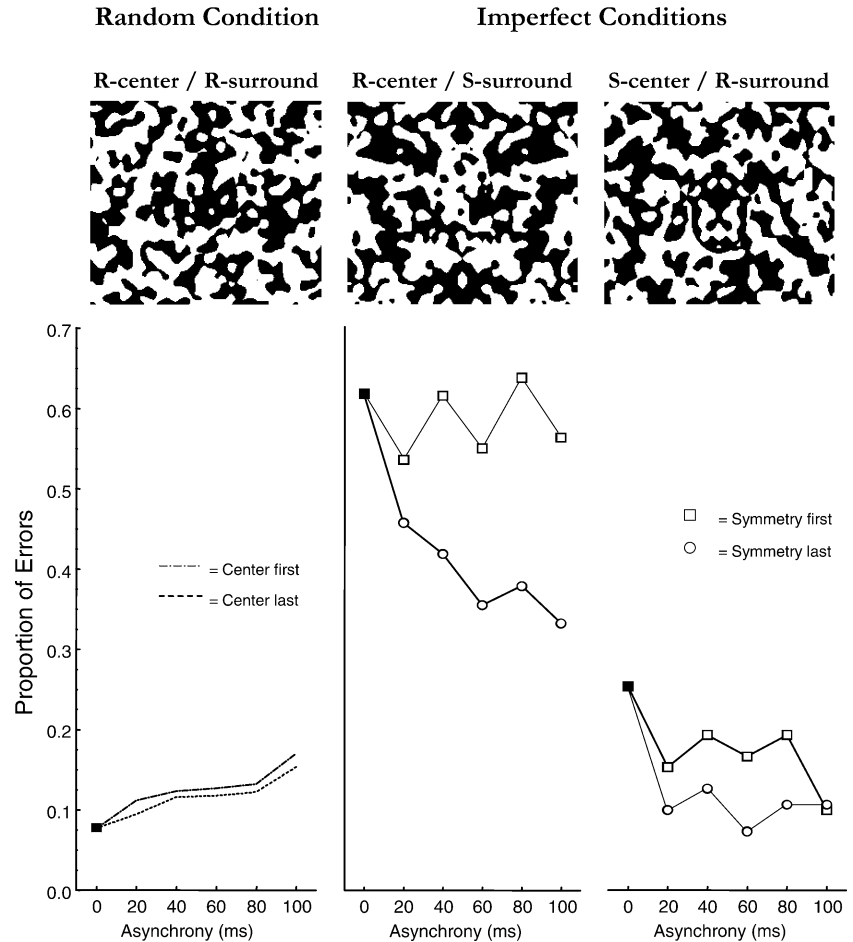 Random Condition
Imperfect Conditions
R-center / R-surround
R-center / S-surround
S-center / R-surround
Proportion of Errors
0.7
0.6
0.5
0.4
0.3
0.2
0.1
0.0
= Center first
= Center last
= Symmetry first
= Symmetry last
0 20 40 60 80 100
0 20 40 60 80 100
0 20 40 60 80 100
Asynchrony (ms)
Asynchrony (ms)
Asynchrony (ms)